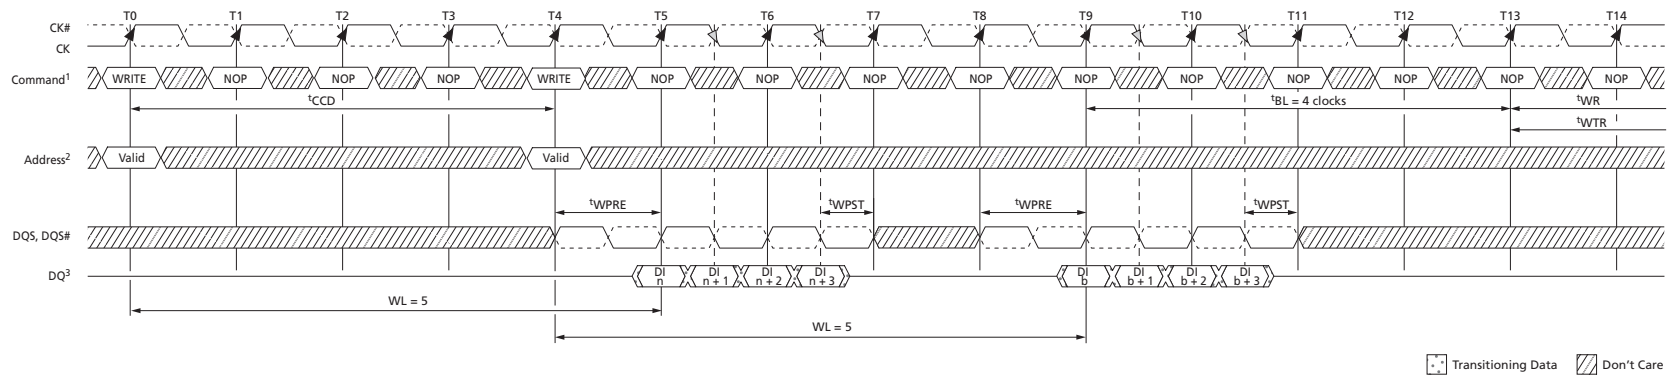 T0 T1 T2 T3 T4 T5 T6 T7 T8 T9 T10 T11 T12 T13 T14
CK#
CK
Command1 WRITE NOP NOP NOP WRITE NOP NOP NOP NOP NOP NOP NOP NOP NOP NOP
tCCD tBL = 4 clocks tWR
tWTR
Address2 Valid Valid
tWPRE tWPST tWPRE tWPST
DQS, DQS#
DQ3 DI n DI n + 1 DI n + 2 DI n + 3 DI b DI b + 1 DI b + 2 DI b + 3
WL = 5
WL = 5
Transitioning Data Don't Care